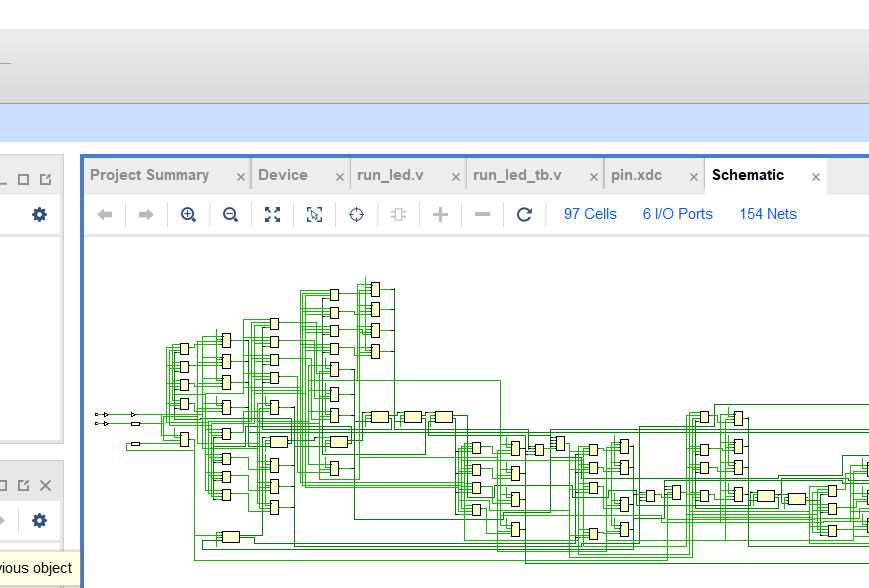 Project Summary
Device
run_led.v
run_led_tb.v
pin.xdc
Schematic
97 Cells
6 I/O Ports
154 Nets
vious object